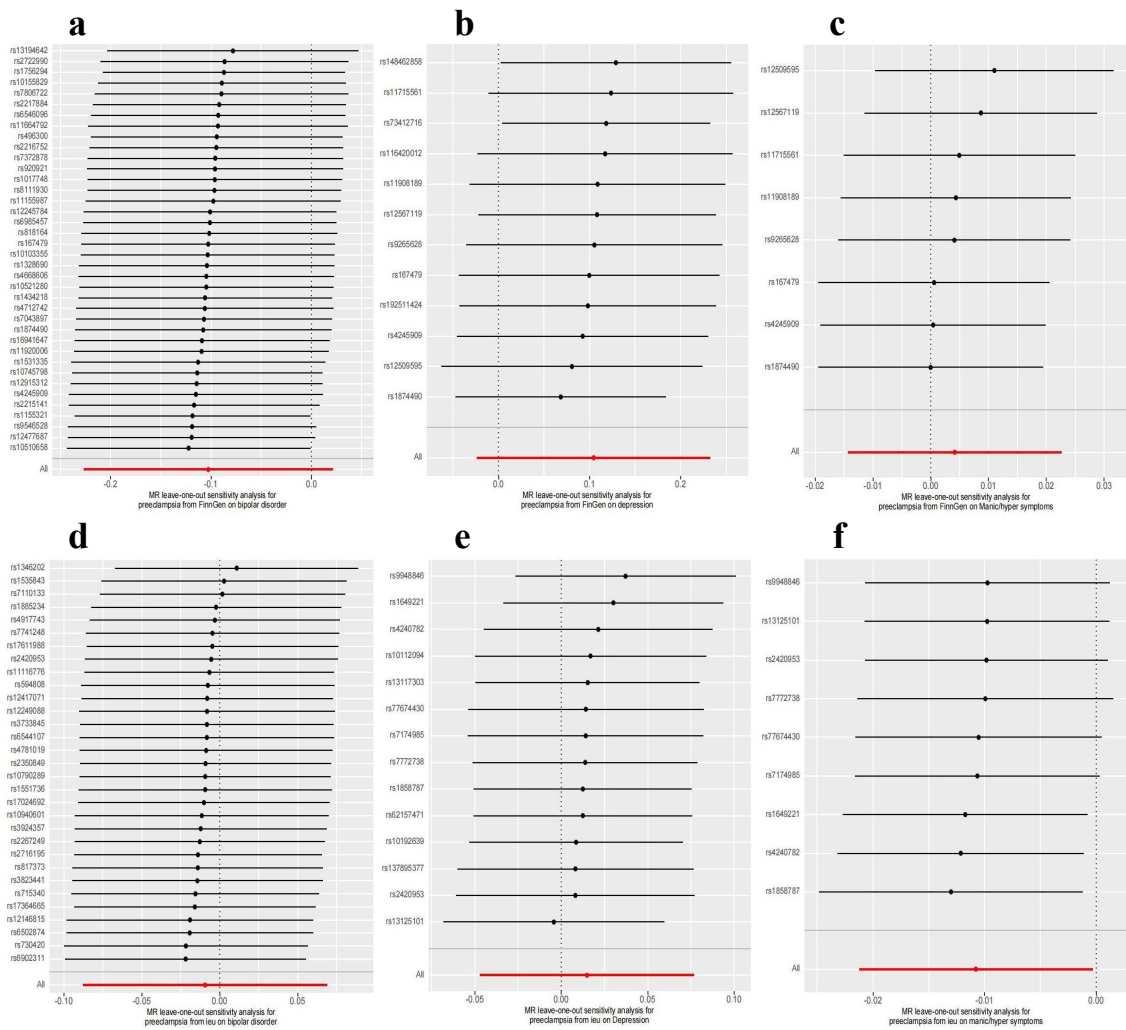 a
rs13194642
rs2722990
rs1756294
rs10155829
rs7806722
rs2217884
rs6546096
rs11664792
rs496300
rs2216752
rs7372878
rs920921
rs1017748
rs8111930
rs11155987
rs12245784
rs6985457
rs818164
rs167479
rs10103355
rs1328690
rs4668606
rs10521280
rs1434218
rs4712742
rs7043897
rs1874490
rs16941647
rs11920006
rs1531335
rs10745798
rs12915312
rs4245909
rs2215141
rs1155321
rs9546528
rs12477687
rs10510658
All
-0.2 -0.1 0.0
MR leave-one-out sensitivity analysis for
preeclampsia from FinnGen on bipolar disorder
b
rs148462858
rs11715561
rs73412716
rs116420012
rs11908189
rs12567119
rs9265628
rs167479
rs192511424
rs4245909
rs12509595
rs1874490
All
0.0 0.1 0.2
MR leave-one-out sensitivity analysis for
preeclampsia from FinGen on depression
c
rs12509595
rs12567119
rs11715561
rs11908189
rs9265628
rs167479
rs4245909
rs1874490
All
-0.02 -0.01 0.00 0.01 0.02 0.03
MR leave-one-out sensitivity analysis for
preeclampsia from FinnGen on Manic/hyper symptoms
d
rs1346202
rs1535843
rs7110133
rs1885234
rs4917743
rs7741248
rs17611988
rs2420953
rs11116776
rs594808
rs12417071
rs12249088
rs3733845
rs6544107
rs4781019
rs2350849
rs10790289
rs1551736
rs17024692
rs10940601
rs3924357
rs2267249
rs2716195
rs817373
rs3823441
rs715340
rs17364665
rs12146815
rs6502874
rs730420
rs6902311
All
-0.10 -0.05 0.00 0.05
MR leave-one-out sensitivity analysis for
preeclampsia from ieu on bipolar disorder
e
rs9948846
rs1649221
rs4240782
rs10112094
rs13117303
rs77674430
rs7174985
rs7772738
rs1858787
rs62157471
rs10192639
rs137895377
rs2420953
rs13125101
All
-0.05 0.00 0.05 0.10
MR leave-one-out sensitivity analysis for
preeclampsia from ieu on Depression
f
rs9948846
rs13125101
rs2420953
rs7772738
rs77674430
rs7174985
rs1649221
rs4240782
rs1858787
All
-0.02 -0.01 0.00
MR leave-one-out sensitivity analysis for
preeclampsia from ieu on manic/hyper symptoms